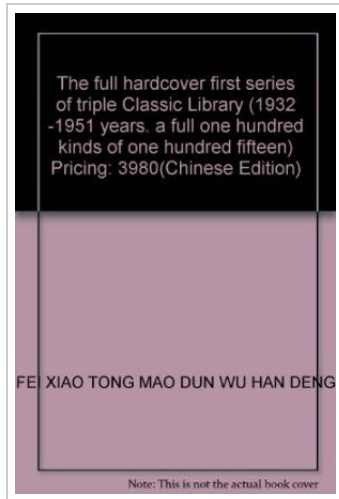 The full hardcover first series
of triple Classic Library (1932
-1951 years. a full one hundred
kinds of one hundred fifteen)
Pricing: 3980(Chinese Edition)
FEI XIAO TONG MAO DUN WU HAN DENG
Note: This is not the actual book cover